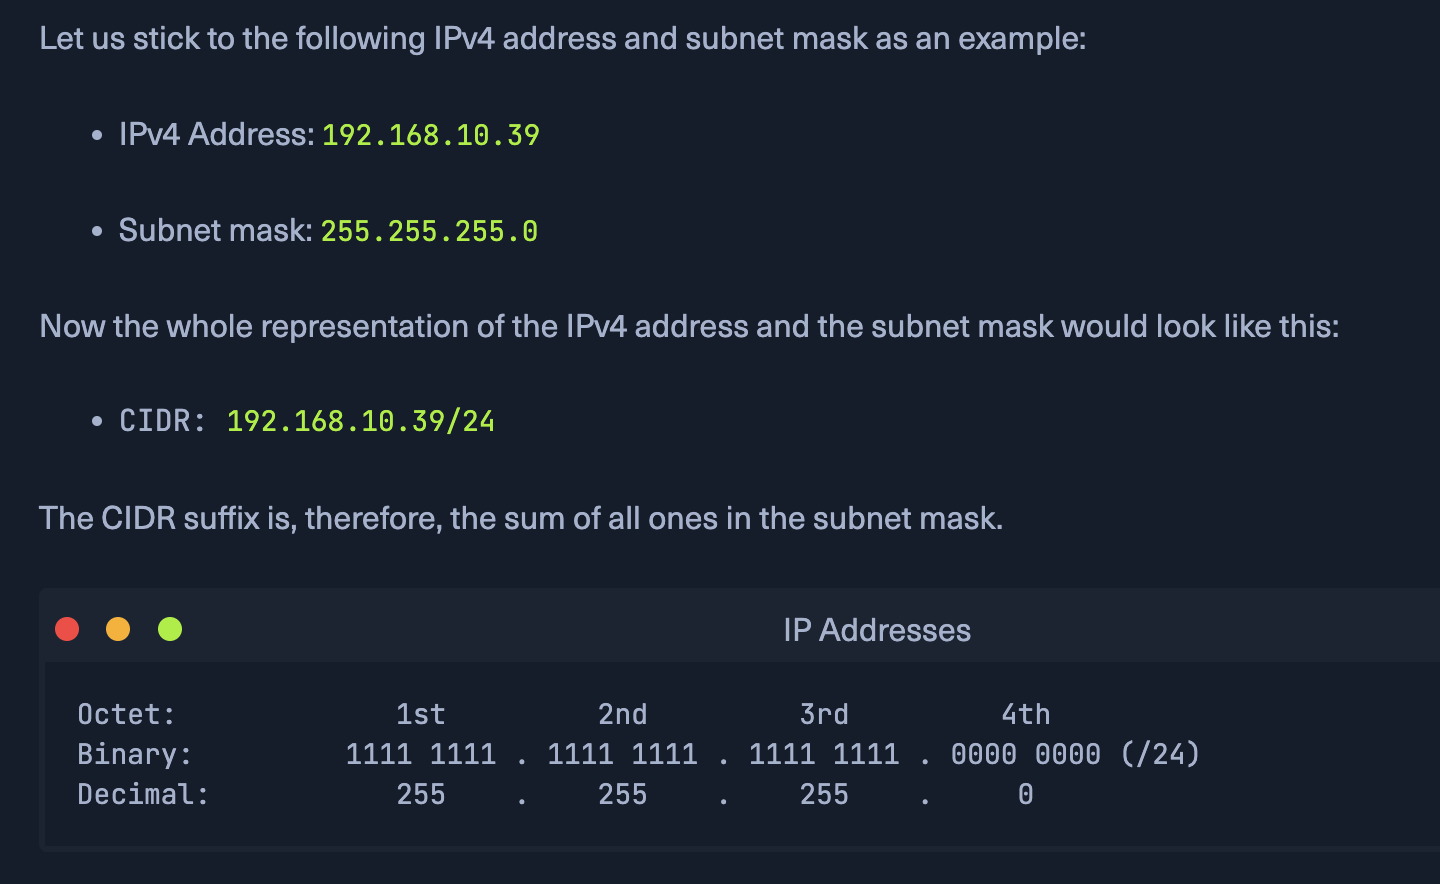 Let us stick to the following IPv4 address and subnet mask as an example:
• IPv4 Address: 192.168.10.39
• Subnet mask: 255.255.255.0
Now the whole representation of the IPv4 address and the subnet mask would look like this:
• CIDR: 192.168.10.39/24
The CIDR suffix is, therefore, the sum of all ones in the subnet mask.
IP Addresses
Octet: 1st 2nd 3rd 4th
Binary: 1111 1111 . 1111 1111 . 1111 1111 . 0000 0000 (/24)
Decimal: 255 . 255 . 255 . 0